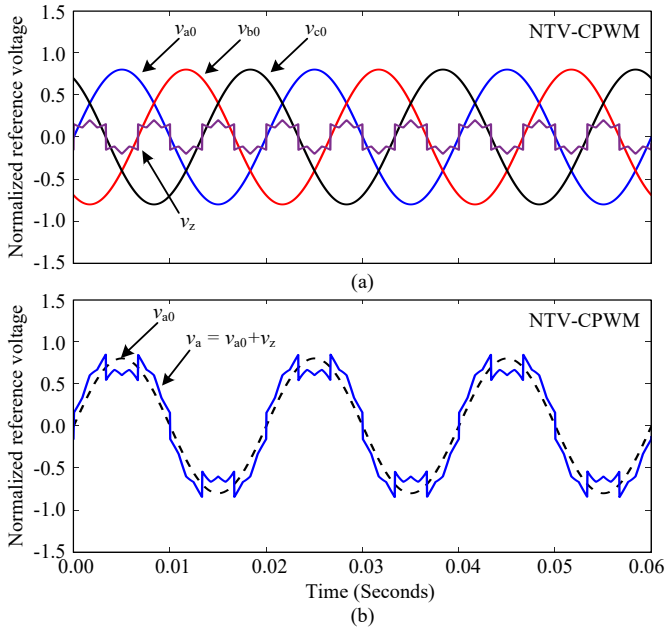 Normalized reference voltage
1.5
1.0
0.5
0.0
-0.5
-1.0
-1.5
va0 vb0 vc0
NTV-CPWM
vz
(a)
Normalized reference voltage
1.5
1.0
0.5
0.0
-0.5
-1.0
-1.5
va0
va = va0+vz
NTV-CPWM
0.00 0.01 0.02 0.03 0.04 0.05 0.06
Time (Seconds)
(b)